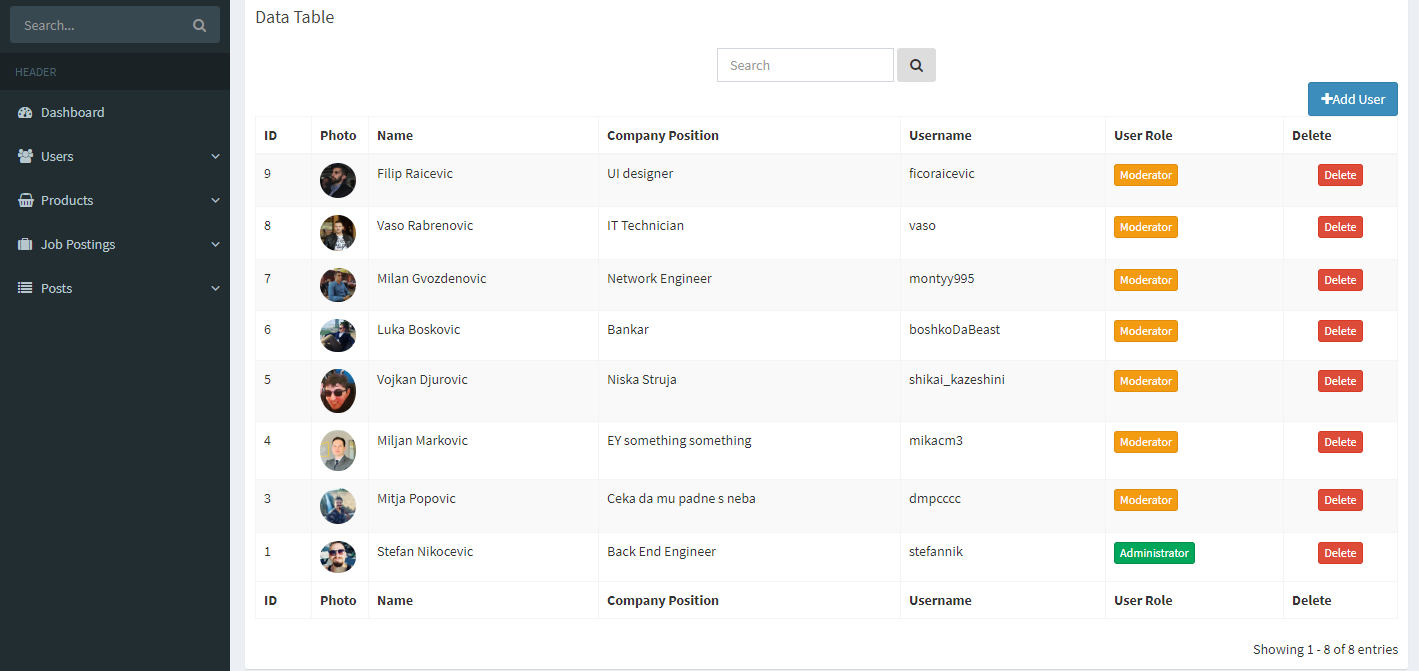 Search...
HEADER
Dashboard
Users
Products
Job Postings
Posts
Data Table
Search
Add User
ID Photo Name Company Position Username User Role Delete
9 Filip Raicevic UI designer ficoraicevic Moderator Delete
8 Vaso Rabrenovic IT Technician vaso Moderator Delete
7 Milan Gvozdenovic Network Engineer montyy995 Moderator Delete
6 Luka Boskovic Bankar boshkoDaBeast Moderator Delete
5 Vojkan Djurovic Niska Struja shikai_kazeshini Moderator Delete
4 Miljan Markovic EY something something mikacm3 Moderator Delete
3 Mitja Popovic Ceka da mu padne s neba dmpcccc Moderator Delete
1 Stefan Nikocevic Back End Engineer stefannik Administrator Delete
ID Photo Name Company Position Username User Role Delete
Showing 1 - 8 of 8 entries